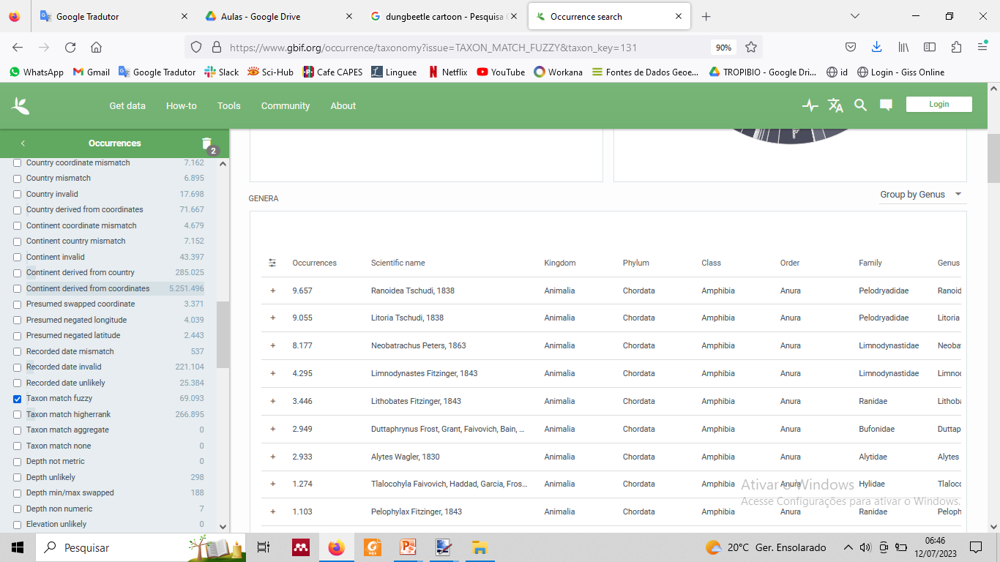 Google Tradutor
Aulas - Google Drive
dungbeetle cartoon - Pesquisa
Occurrence search
https://www.gbif.org/occurrence/taxonomy?issue=TAXON_MATCH_FUZZY&taxon_key=131
90%
WhatsApp Gmail Google Tradutor Slack Sci-Hub Cafe CAPES Linguee Netflix YouTube Workana Fontes de Dados Geoe... TROPIBIO - Google Dri... id Login - Giss Online
Get data How-to Tools Community About Login
Occurrences 2
Country coordinate mismatch 7.162
Country mismatch 6.895
Country invalid 17.698
Country derived from coordinates 71.667
Continent coordinate mismatch 4.679
Continent country mismatch 7.152
Continent invalid 43.397
Continent derived from country 285.025
Continent derived from coordinates 5.251.496
Presumed swapped coordinate 3.371
Presumed negated longitude 4.039
Presumed negated latitude 2.443
Recorded date mismatch 537
Recorded date invalid 221.104
Recorded date unlikely 25.384
Taxon match fuzzy 69.093
Taxon match higherrank 266.895
Taxon match aggregate 0
Taxon match none 0
Depth not metric 0
Depth unlikely 298
Depth min/max swapped 188
Depth non numeric 7
Elevation unlikely 0
GENERA
Group by Genus
Occurrences Scientific name Kingdom Phylum Class Order Family Genus
+ 9.657 Ranoidea Tschudi, 1838 Animalia Chordata Amphibia Anura Pelodryadidae Ranoid
+ 9.055 Litoria Tschudi, 1838 Animalia Chordata Amphibia Anura Pelodryadidae Litoria
+ 8.177 Neobatrachus Peters, 1863 Animalia Chordata Amphibia Anura Limnodynastidae Neoba
+ 4.295 Limnodynastes Fitzinger, 1843 Animalia Chordata Amphibia Anura Limnodynastidae Limno
+ 3.446 Lithobates Fitzinger, 1843 Animalia Chordata Amphibia Anura Ranidae Lithoba
+ 2.949 Duttaphrynus Frost, Grant, Faivovich, Bain, ... Animalia Chordata Amphibia Anura Bufonidae Duttap
+ 2.933 Alytes Wagler, 1830 Animalia Chordata Amphibia Anura Alytidae Alytes
+ 1.274 Tlalocohyla Faivovich, Haddad, Garcia, Fros... Animalia Chordata Amphibia Anura Hylidae Tlaloc
+ 1.103 Pelophylax Fitzinger, 1843 Animalia Chordata Amphibia Anura Ranidae Peloph
Ativar o Windows
Acesse Configurações para ativar o Windows.
Pesquisar
20°C Ger. Ensolarado
06:46
12/07/2023